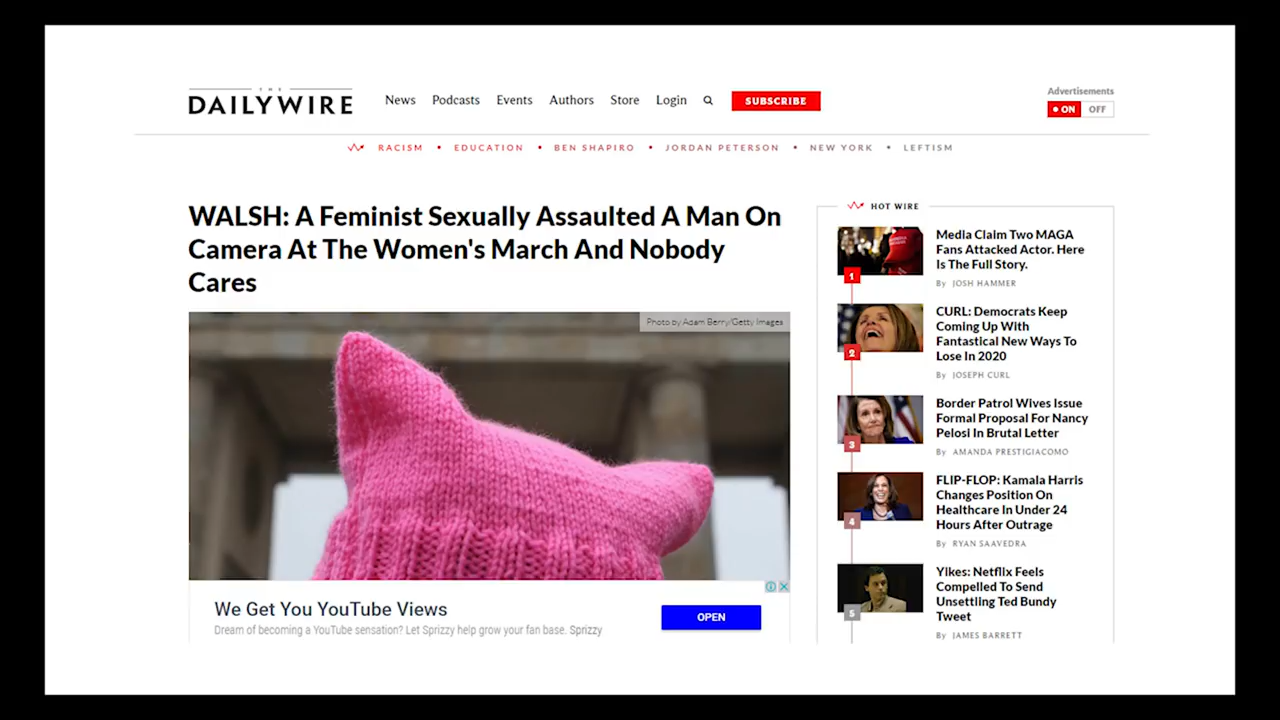 THE
DAILYWIRE
News Podcasts Events Authors Store Login SUBSCRIBE
Advertisements
ON OFF
RACISM • EDUCATION • BEN SHAPIRO • JORDAN PETERSON • NEW YORK • LEFTISM
WALSH: A Feminist Sexually Assaulted A Man On
Camera At The Women's March And Nobody
Cares
Photo by Adam Berry/Getty Images
We Get You YouTube Views
Dream of becoming a YouTube sensation? Let Sprizzy help grow your fan base. Sprizzy
OPEN
HOT WIRE
1
Media Claim Two MAGA
Fans Attacked Actor. Here
Is The Full Story.
By JOSH HAMMER
2
CURL: Democrats Keep
Coming Up With
Fantastical New Ways To
Lose In 2020
By JOSEPH CURL
3
Border Patrol Wives Issue
Formal Proposal For Nancy
Pelosi In Brutal Letter
By AMANDA PRESTIGIACOMO
4
FLIP-FLOP: Kamala Harris
Changes Position On
Healthcare In Under 24
Hours After Outrage
By RYAN SAAVEDRA
5
Yikes: Netflix Feels
Compelled To Send
Unsettling Ted Bundy
Tweet
By JAMES BARRETT